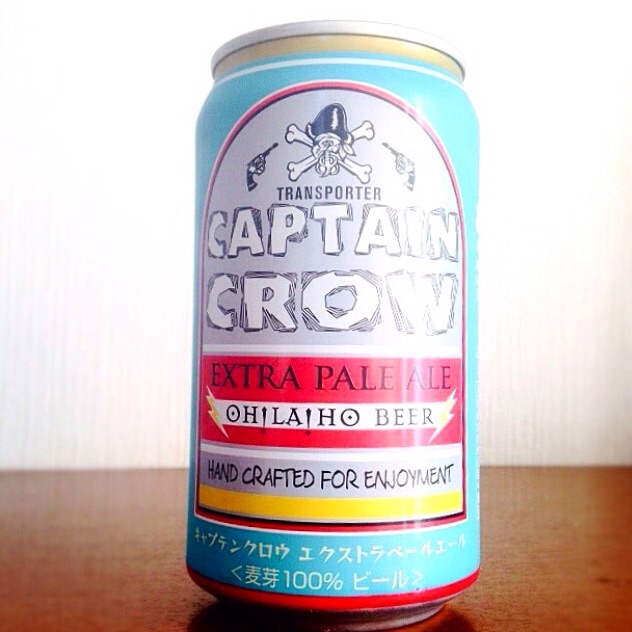 TRANSPORTER
CAPTAIN
CROW
EXTRA PALE ALE
OH!LA!HO BEER
HAND CRAFTED FOR ENJOYMENT
キャプテンクロウ エクストラペールエール
<麦芽100% ビール>